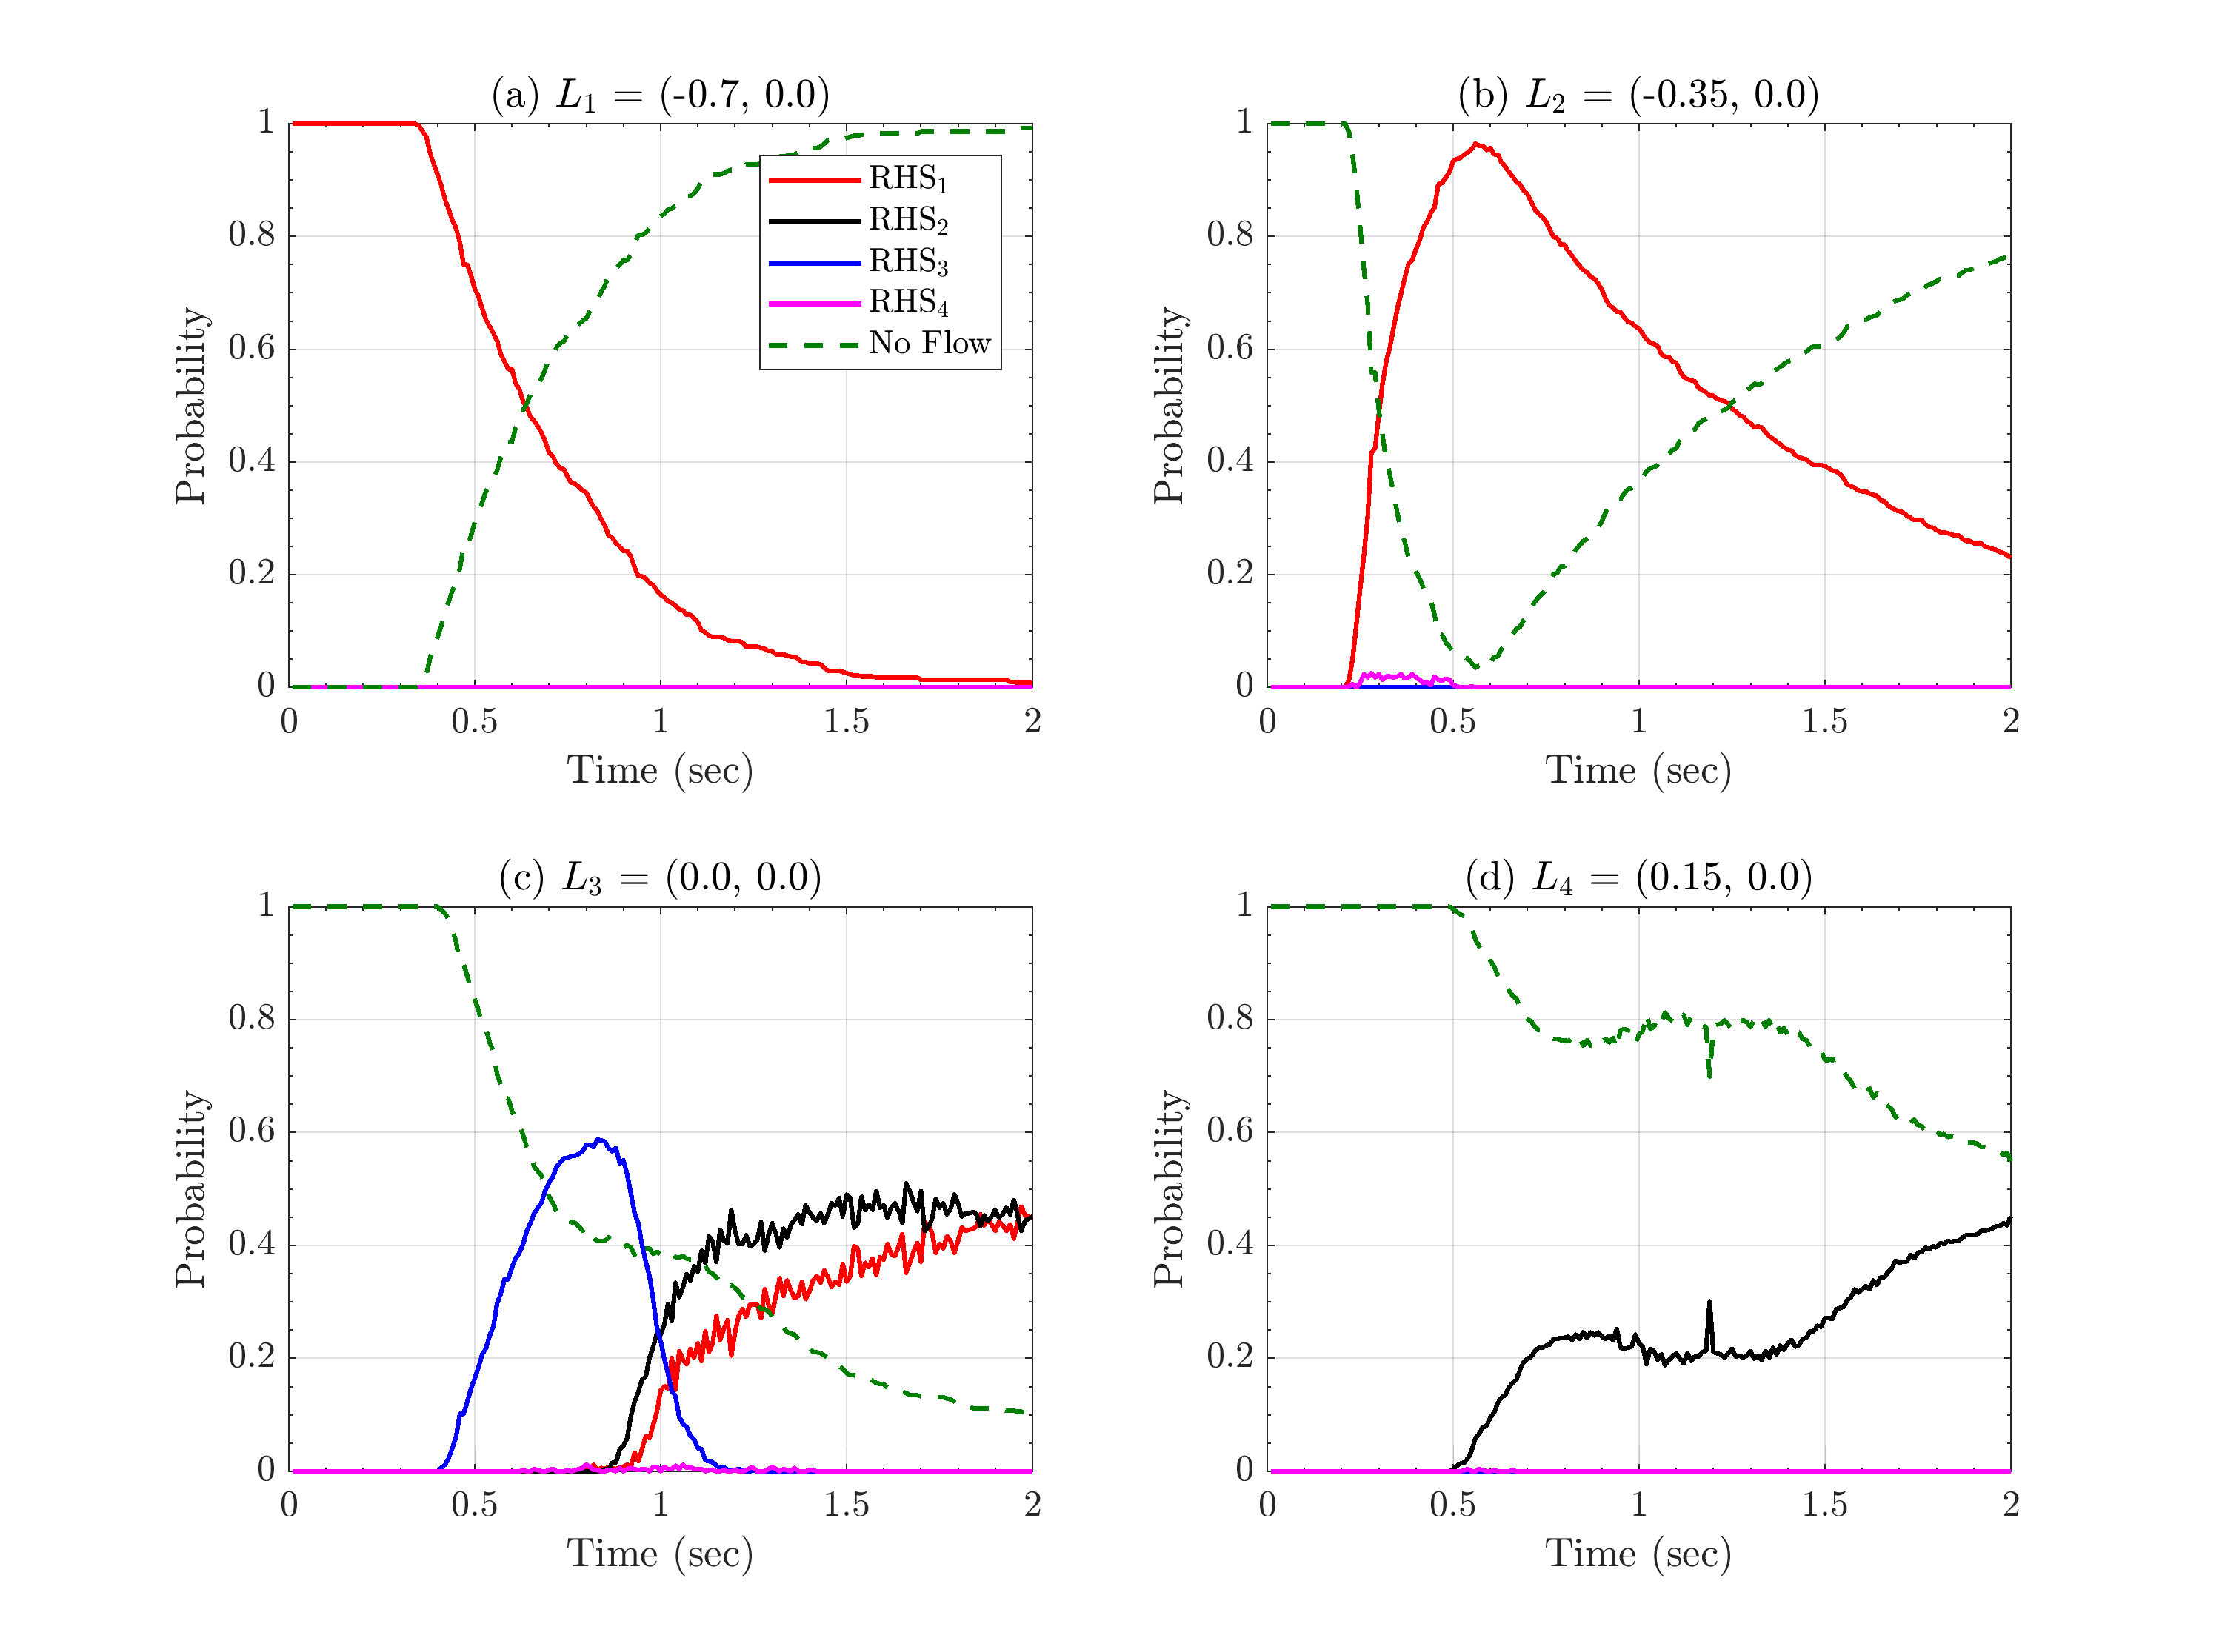 (a) L₁ = (-0.7, 0.0)
Probability
1
0.8
0.6
0.4
0.2
0
0 0.5 1 1.5 2
Time (sec)
RHS₁
RHS₂
RHS₃
RHS₄
No Flow
(b) L₂ = (-0.35, 0.0)
Probability
1
0.8
0.6
0.4
0.2
0
0 0.5 1 1.5 2
Time (sec)
(c) L₃ = (0.0, 0.0)
Probability
1
0.8
0.6
0.4
0.2
0
0 0.5 1 1.5 2
Time (sec)
(d) L₄ = (0.15, 0.0)
Probability
1
0.8
0.6
0.4
0.2
0
0 0.5 1 1.5 2
Time (sec)